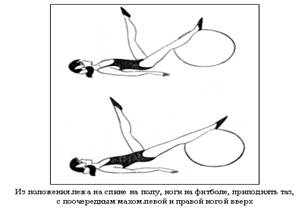 Из положения лежа на спине на полу, ноги на фитболе, приподнять таз,
с поочередным махом левой и правой ногой вверх